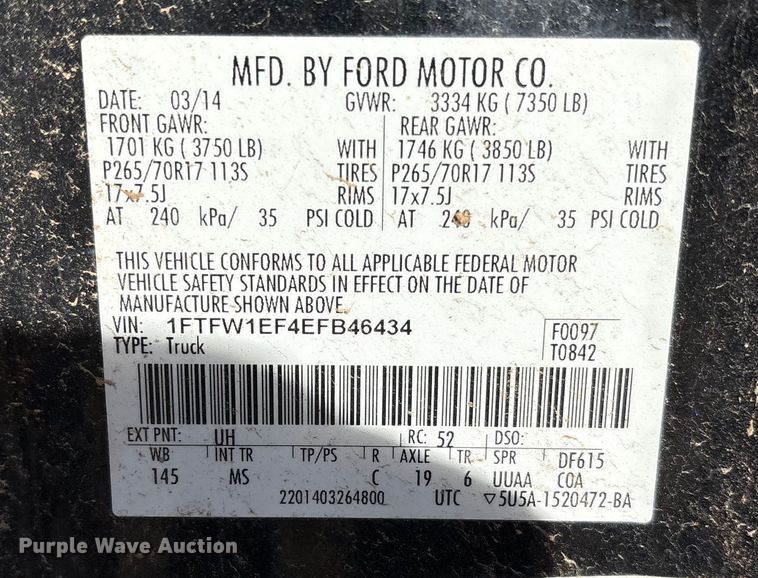 MFD. BY FORD MOTOR CO.
DATE: 03/14 GVWR: 3334 KG ( 7350 LB)
FRONT GAWR: REAR GAWR:
1701 KG ( 3750 LB) WITH 1746 KG ( 3850 LB) WITH
P265/70R17 113S TIRES P265/70R17 113S TIRES
17x7.5J RIMS 17x7.5J RIMS
AT 240 kPa/ 35 PSI COLD AT 240 kPa/ 35 PSI COLD
THIS VEHICLE CONFORMS TO ALL APPLICABLE FEDERAL MOTOR
VEHICLE SAFETY STANDARDS IN EFFECT ON THE DATE OF
MANUFACTURE SHOWN ABOVE.
VIN: 1FTFW1EF4EFB46434 F0097
TYPE: Truck T0842
EXT PNT: UH RC: 52 DSO:
WB INT TR TP/PS R AXLE TR SPR DF615
145 MS C 19 6 UUAA COA
2201403264800 UTC ▽5U5A-1520472-BA
Purple Wave Auction